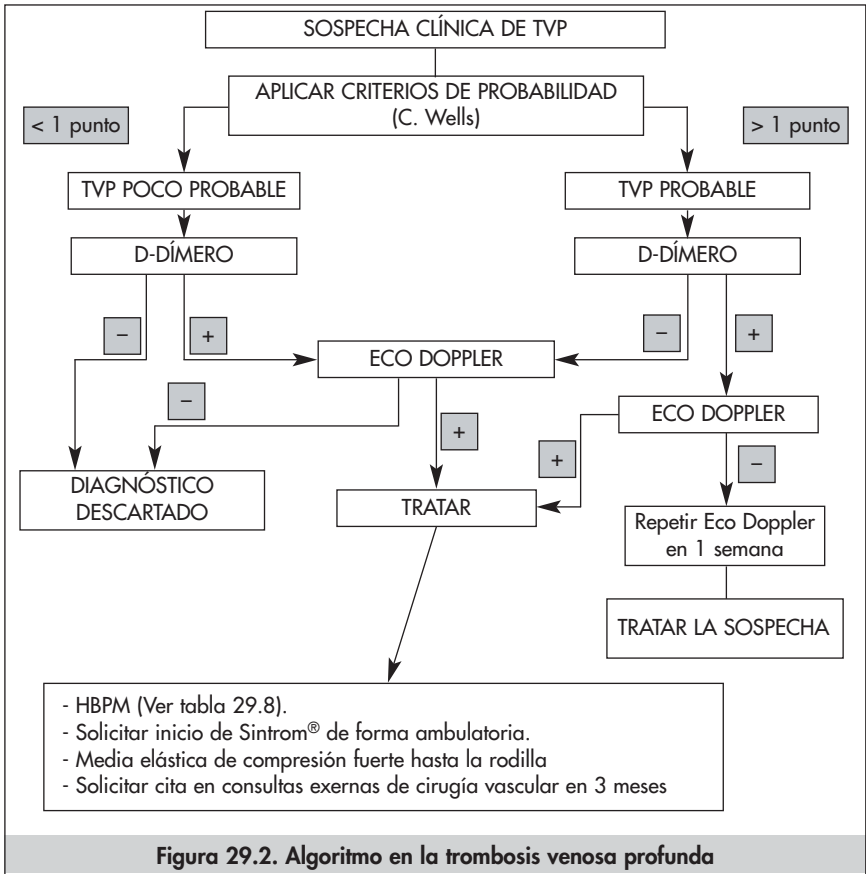 SOSPECHA CLÍNICA DE TVP
APLICAR CRITERIOS DE PROBABILIDAD
(C. Wells)
< 1 punto
> 1 punto
TVP POCO PROBABLE
TVP PROBABLE
D-DÍMERO
D-DÍMERO
−
+
−
+
ECO DOPPLER
−
+
ECO DOPPLER
+
−
DIAGNÓSTICO
DESCARTADO
TRATAR
Repetir Eco Doppler
en 1 semana
TRATAR LA SOSPECHA
- HBPM (Ver tabla 29.8).
- Solicitar inicio de Sintrom® de forma ambulatoria.
- Media elástica de compresión fuerte hasta la rodilla
- Solicitar cita en consultas exernas de cirugía vascular en 3 meses
Figura 29.2. Algoritmo en la trombosis venosa profunda